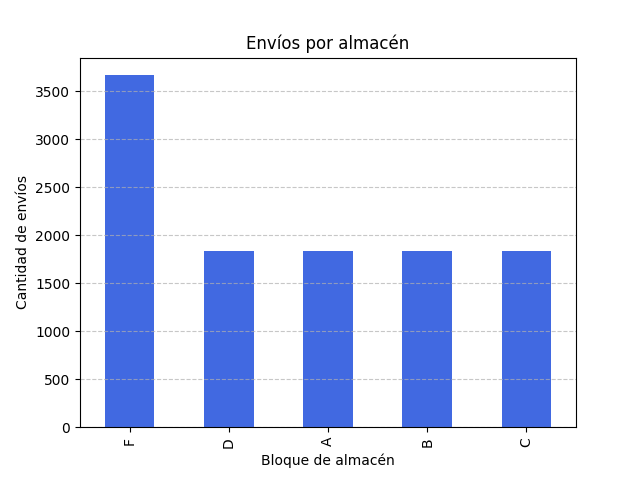 Envíos por almacén
Cantidad de envíos
3500
3000
2500
2000
1500
1000
500
0
F
D
A
B
C
Bloque de almacén